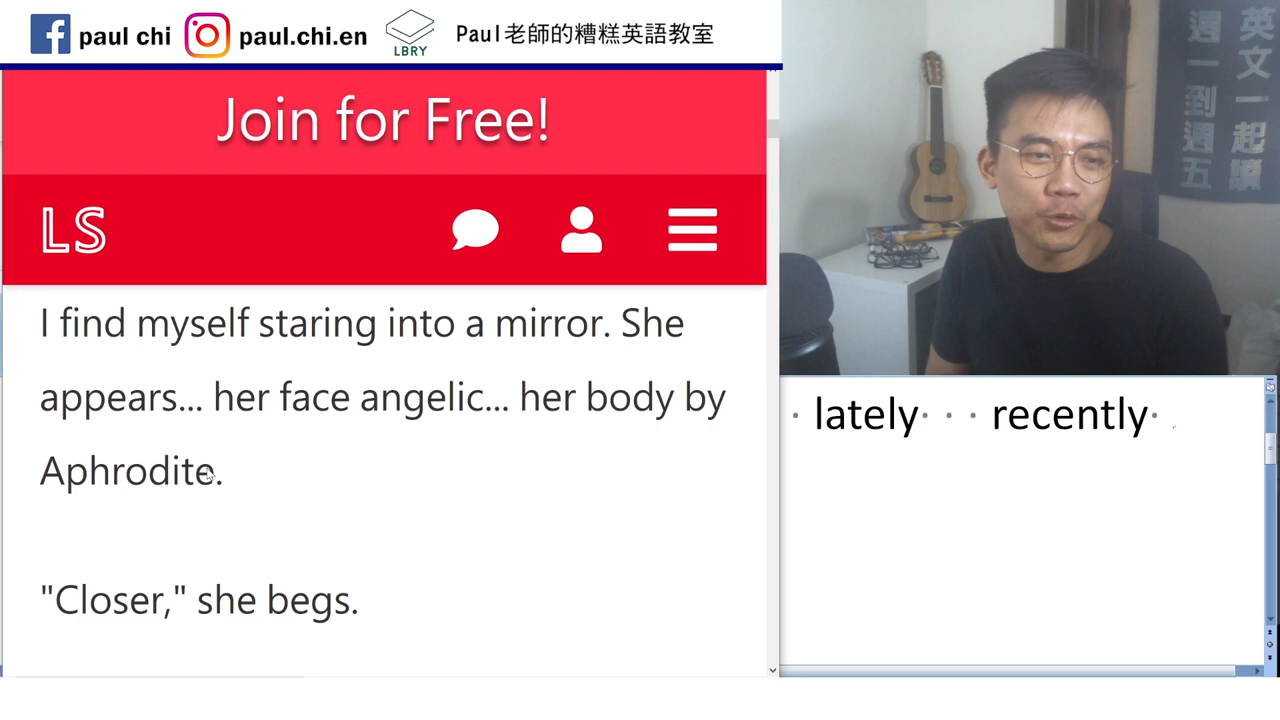 paul chi
paul.chi.en
LBRY
Paul老師的糟糕英語教室
Join for Free!
LS
I find myself staring into a mirror. She
appears... her face angelic... her body by
Aphrodite.
"Closer," she begs.
英文一起讀
週一到週五
lately recently